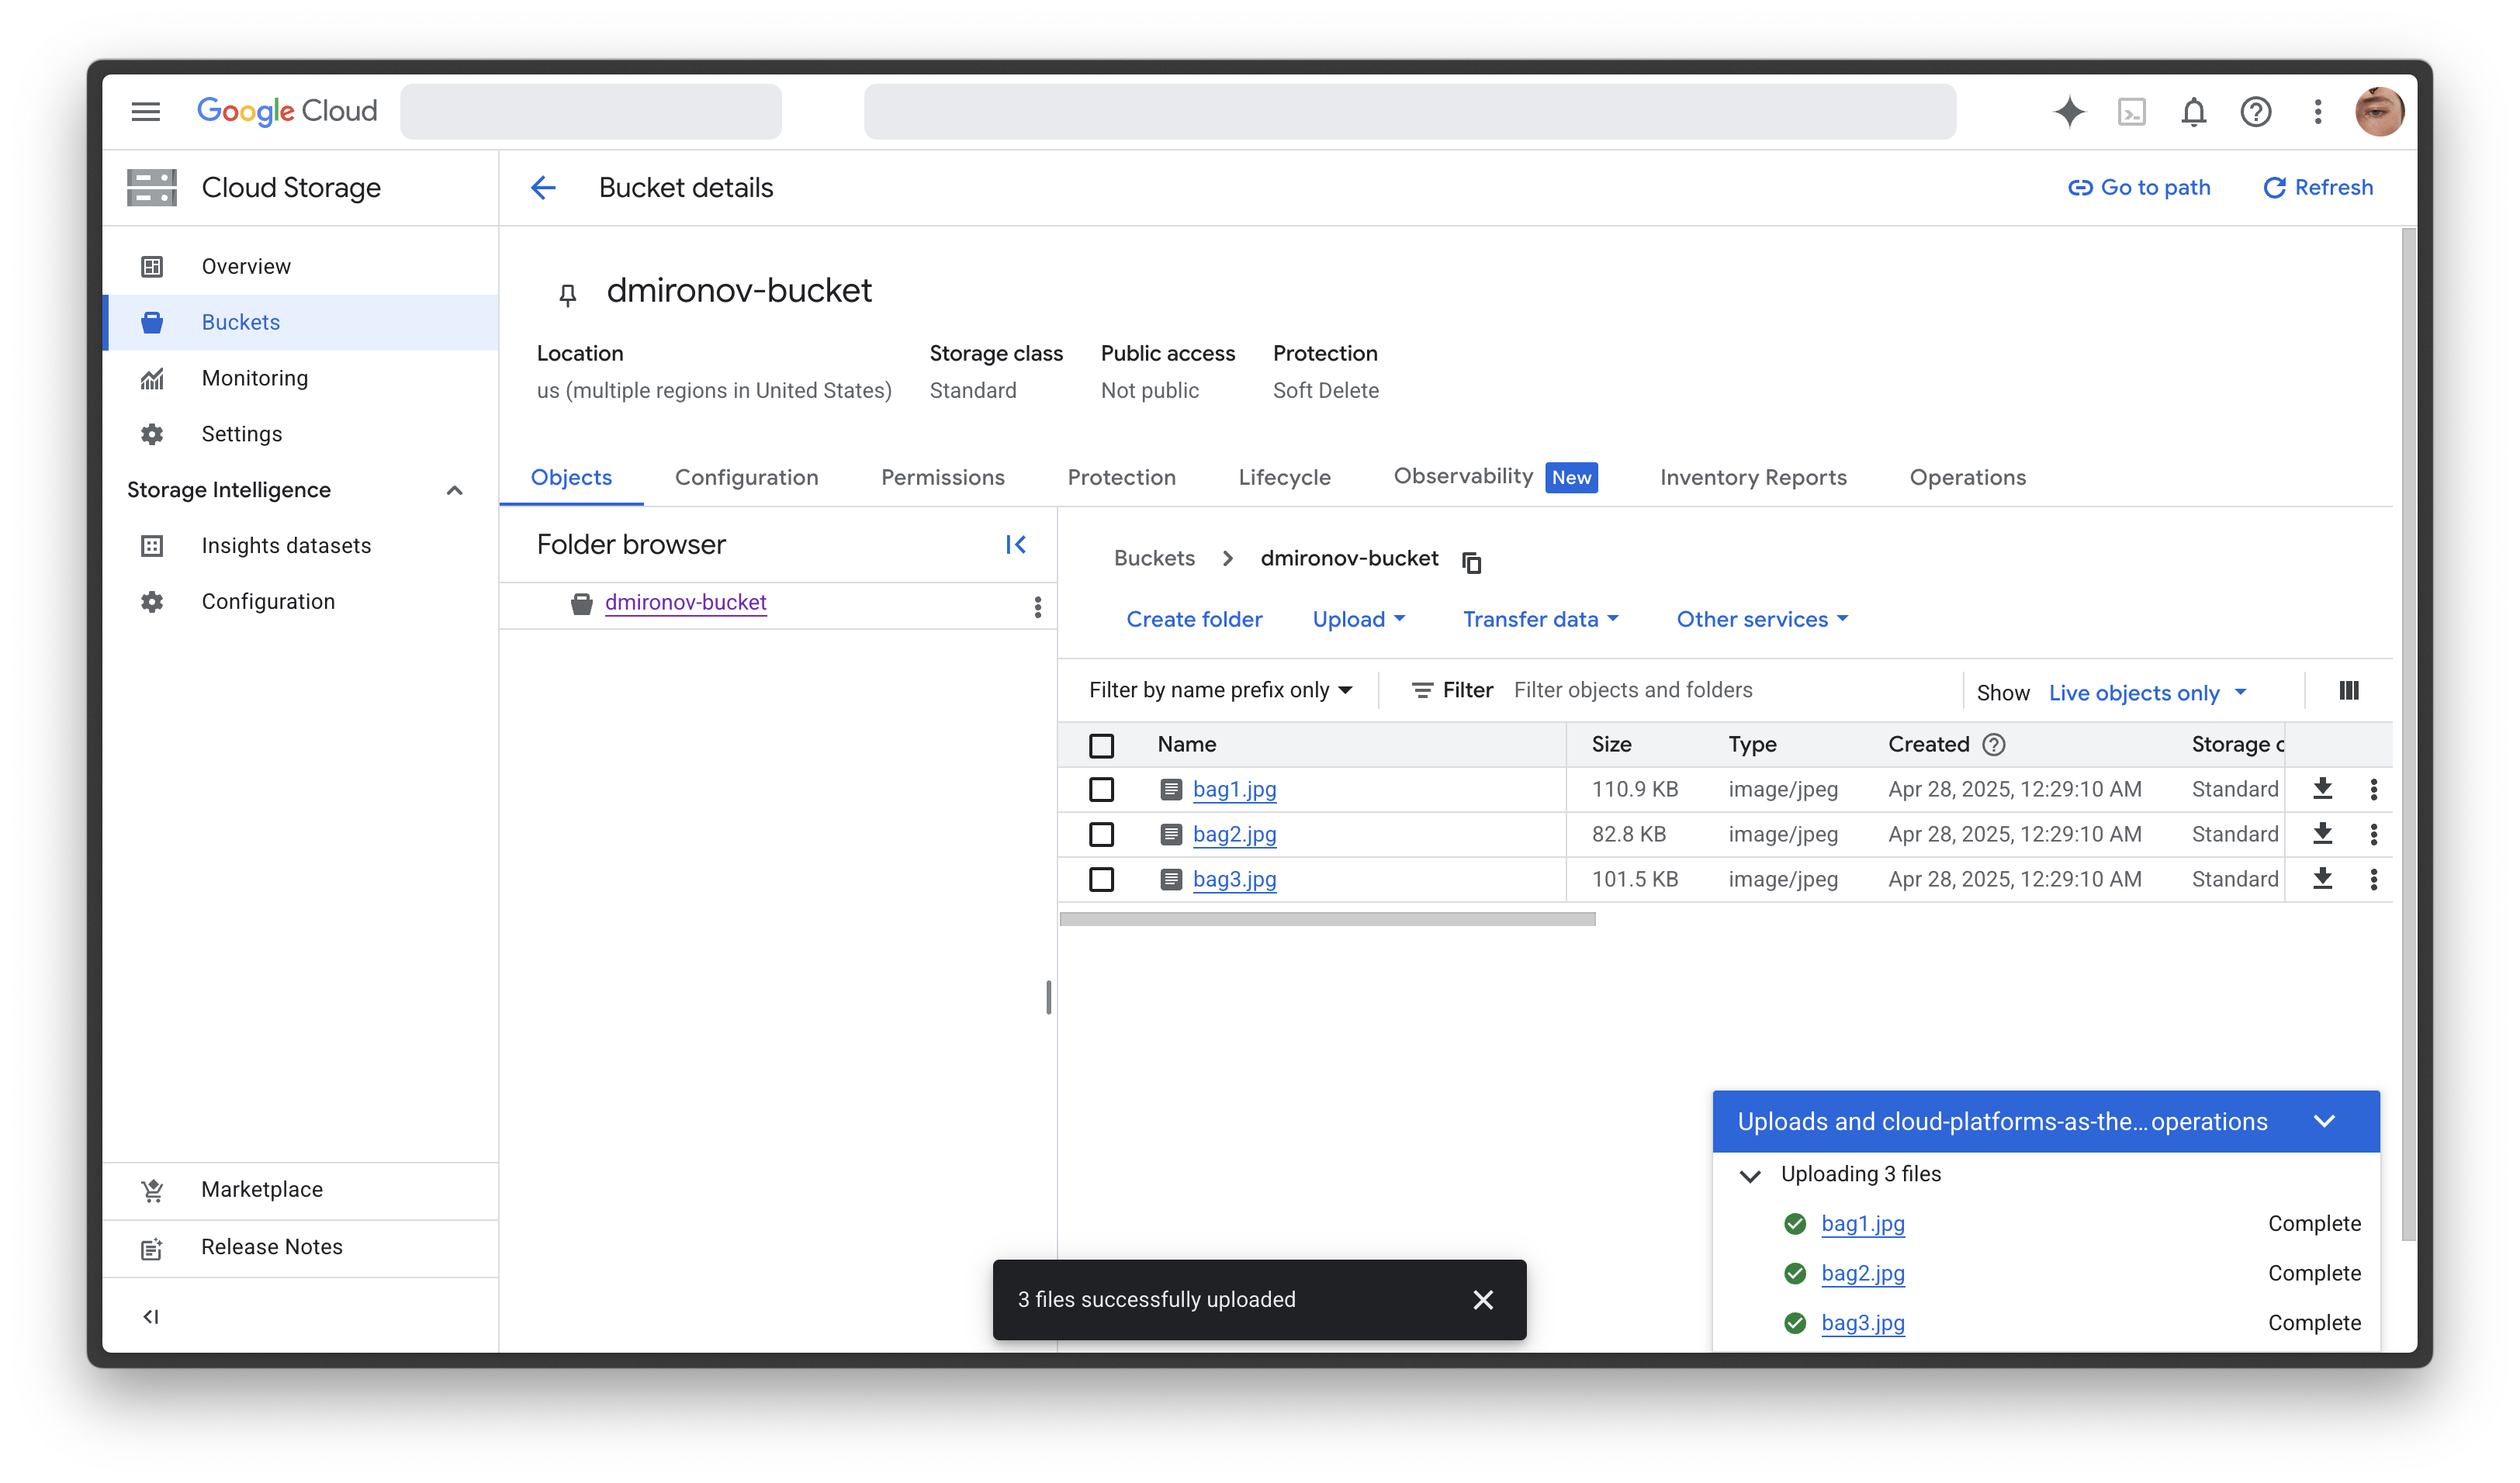 Google Cloud
Cloud Storage
Bucket details
Go to path
Refresh
Overview
Buckets
Monitoring
Settings
Storage Intelligence
Insights datasets
Configuration
Marketplace
Release Notes
dmironov-bucket
Location
Storage class
Public access
Protection
us (multiple regions in United States)
Standard
Not public
Soft Delete
Objects
Configuration
Permissions
Protection
Lifecycle
Observability New
Inventory Reports
Operations
Folder browser
dmironov-bucket
Buckets
dmironov-bucket
Create folder
Upload
Transfer data
Other services
Filter by name prefix only
Filter
Filter objects and folders
Show Live objects only
Name Size Type Created Storage c
bag1.jpg 110.9 KB image/jpeg Apr 28, 2025, 12:29:10 AM Standard
bag2.jpg 82.8 KB image/jpeg Apr 28, 2025, 12:29:10 AM Standard
bag3.jpg 101.5 KB image/jpeg Apr 28, 2025, 12:29:10 AM Standard
Uploads and cloud-platforms-as-the...operations
Uploading 3 files
bag1.jpg Complete
bag2.jpg Complete
bag3.jpg Complete
3 files successfully uploaded